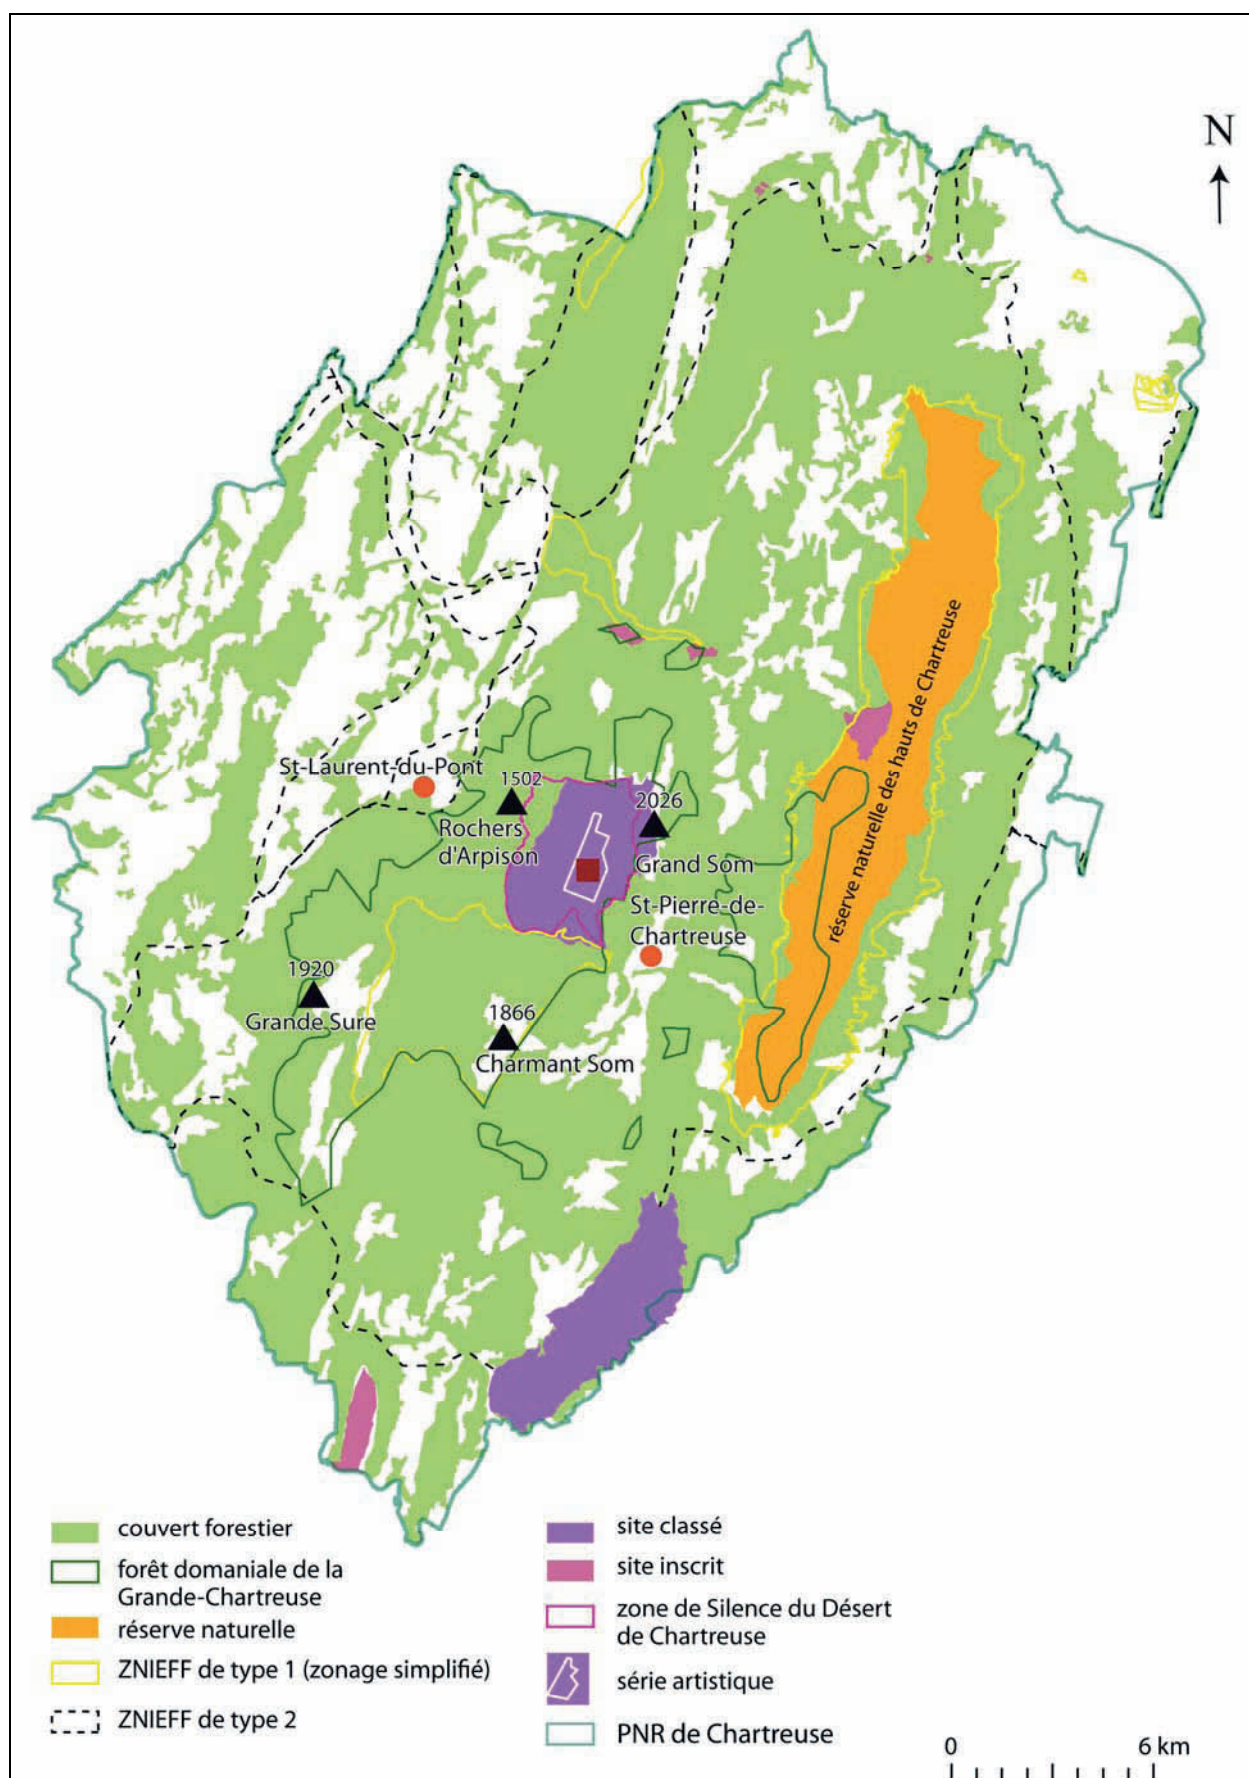 N
St-Laurent-du-Pont
1502
Rochers
d'Arpison
2026
Grand Som
St-Pierre-de-
Chartreuse
réserve naturelle des hauts de Chartreuse
1920
Grande Sure
1866
Charmant Som
couvert forestier
forêt domaniale de la
Grande-Chartreuse
réserve naturelle
ZNIEFF de type 1 (zonage simplifié)
ZNIEFF de type 2
site classé
site inscrit
zone de Silence du Désert
de Chartreuse
série artistique
PNR de Chartreuse
0 6 km